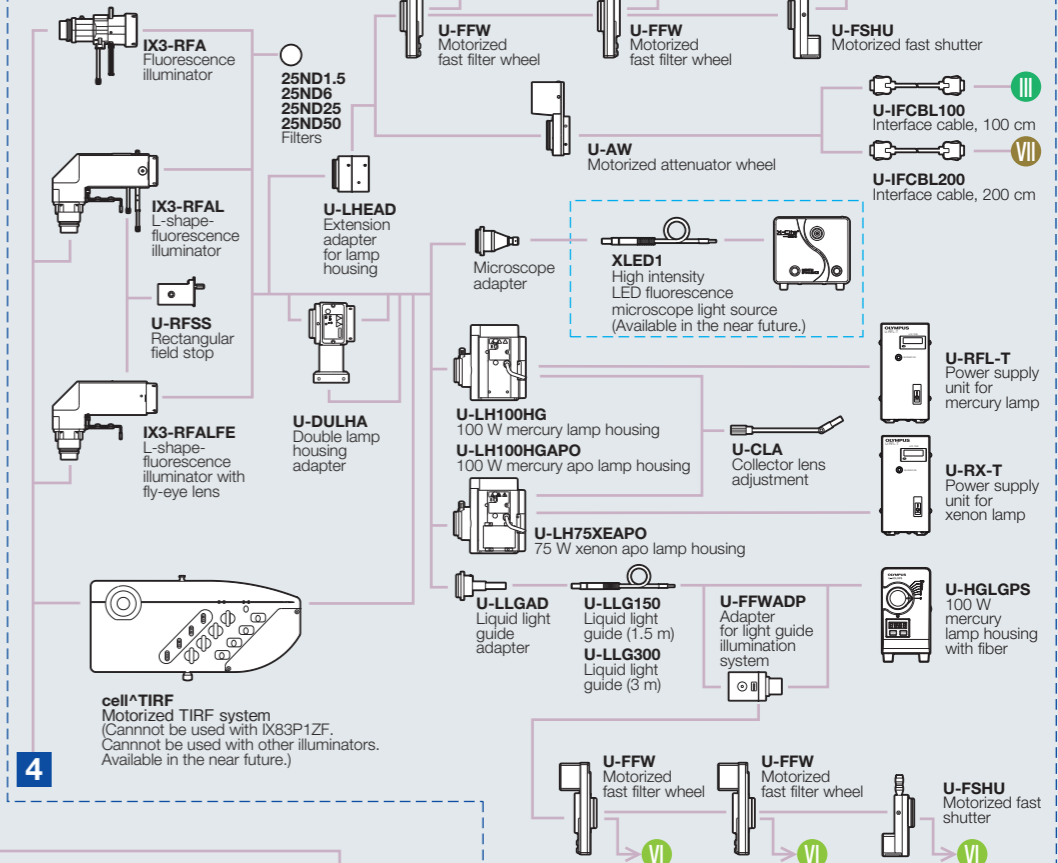 IX3-RFA
Fluorescence
illuminator
25ND1.5
25ND6
25ND25
25ND50
Filters
U-FFW
Motorized
fast filter wheel
U-FFW
Motorized
fast filter wheel
U-FSHU
Motorized fast shutter
U-AW
Motorized attenuator wheel
III
U-IFCBL100
Interface cable, 100 cm
VII
U-IFCBL200
Interface cable, 200 cm
IX3-RFAL
L-shape-
fluorescence
illuminator
U-LHEAD
Extension
adapter
for lamp
housing
Microscope
adapter
XLED1
High intensity
LED fluorescence
microscope light source
(Available in the near future.)
U-RFSS
Rectangular
field stop
OLYMPUS
U-RFL-T
Power supply
unit for
mercury lamp
IX3-RFALFE
L-shape-
fluorescence
illuminator with
fly-eye lens
U-DULHA
Double lamp
housing
adapter
U-LH100HG
100 W mercury lamp housing
U-LH100HGAPO
100 W mercury apo lamp housing
U-CLA
Collector lens
adjustment
OLYMPUS
U-RX-T
Power supply
unit for
xenon lamp
U-LH75XEAPO
75 W xenon apo lamp housing
U-LLGAD
Liquid light
guide
adapter
U-LLG150
Liquid light
guide (1.5 m)
U-LLG300
Liquid light
guide (3 m)
U-FFWADP
Adapter
for light guide
illumination
system
OLYMPUS
U-HGLGPS
100 W
mercury
lamp housing
with fiber
cell^TIRF
Motorized TIRF system
(Cannnot be used with IX83P1ZF.
Cannnot be used with other illuminators.
Available in the near future.)
4
U-FFW
Motorized
fast filter wheel
U-FFW
Motorized
fast filter wheel
U-FSHU
Motorized fast
shutter
VI
VI
VI